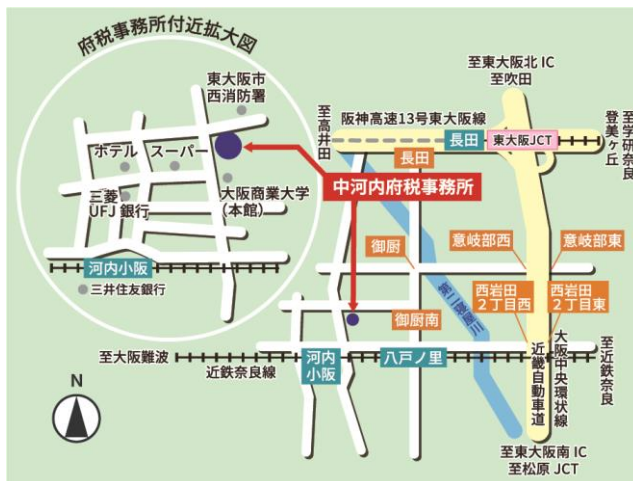 府税事務所付近拡大図
東大阪市
西消防署
ホテル
スーパー
三菱
UFJ 銀行
大阪商業大学
(本館)
河内小阪
三井住友銀行
中河内府税事務所
至東大阪北 IC
至吹田
至高井田
阪神高速13号東大阪線
長田
東大阪JCT
至学研奈良
登美ヶ丘
長田
御厨
意岐部西
意岐部東
第二寝屋川
御厨南
西岩田
2丁目西
西岩田
2丁目東
至大阪難波
近鉄奈良線
河内
小阪
八戸ノ里
近畿自動車道
大阪中央環状線
至近鉄奈良
N
至東大阪南 IC
至松原 JCT